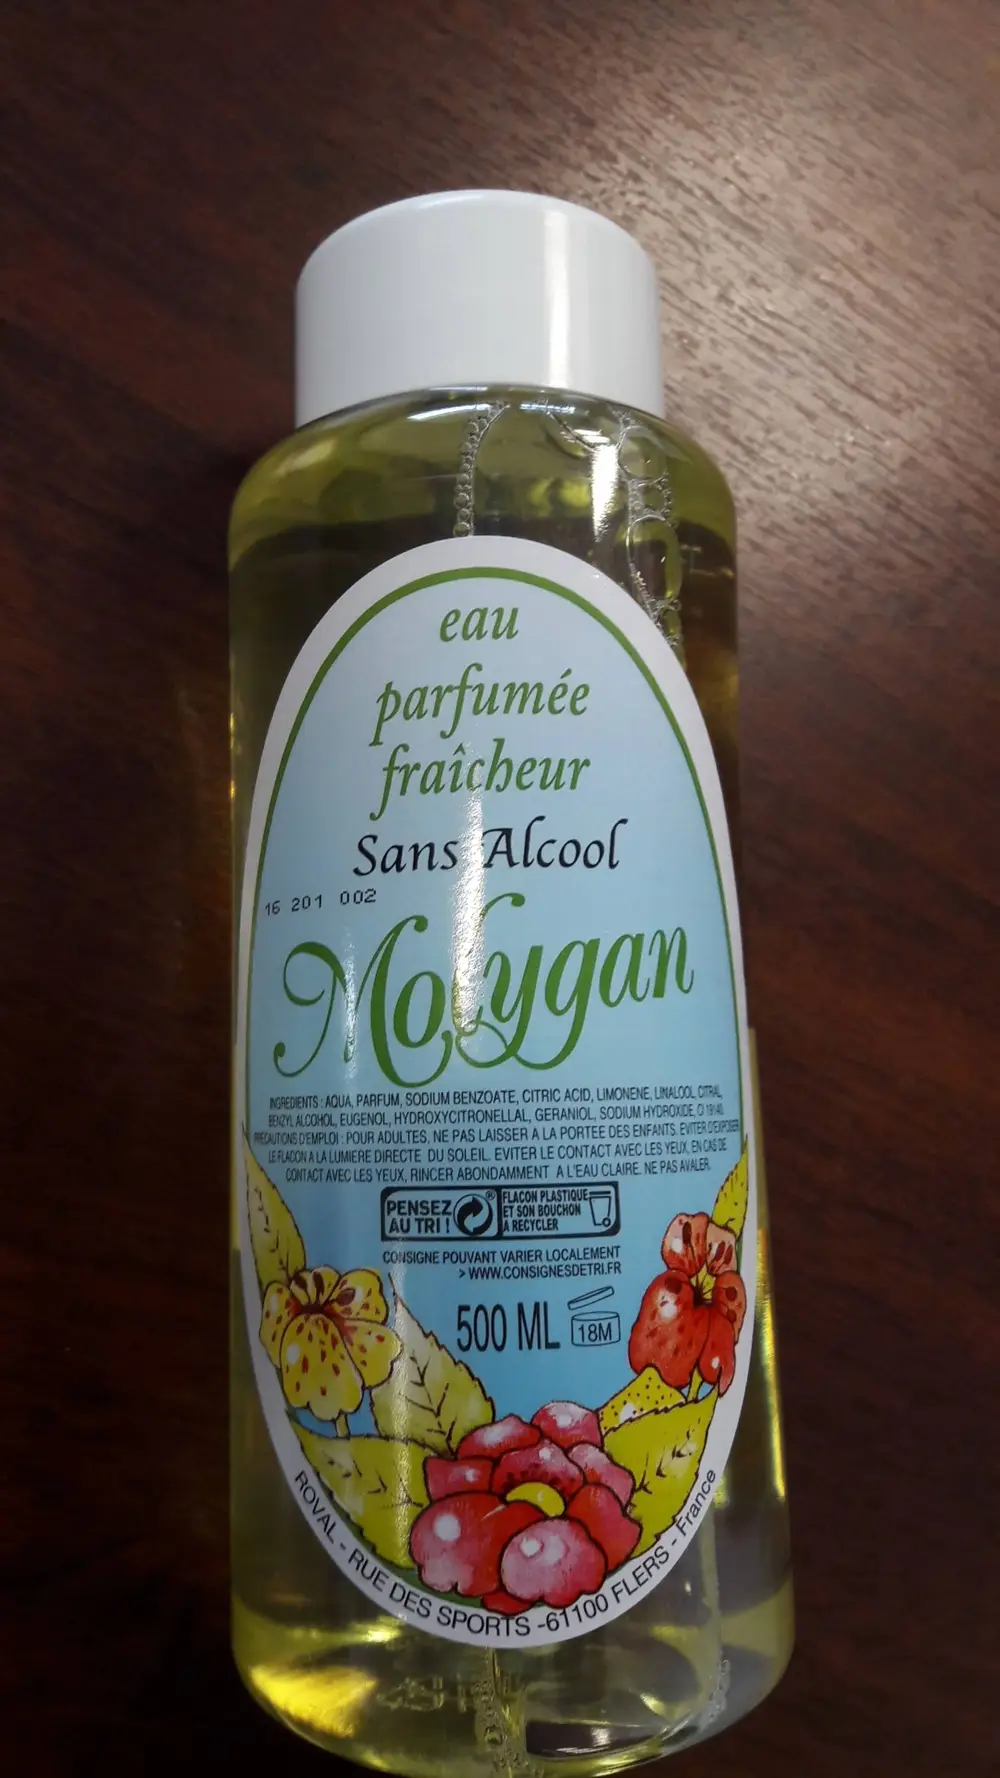 eau
parfumée
fraîcheur
Sans Alcool
16 201 002
Molygan
INGREDIENTS : AQUA, PARFUM, SODIUM BENZOATE, CITRIC ACID, LIMONENE, LINALOOL, CITRAL,
BENZYL ALCOHOL, EUGENOL, HYDROXYCITRONELLAL, GERANIOL, SODIUM HYDROXIDE, CI 19140.
PRECAUTIONS D'EMPLOI : POUR ADULTES, NE PAS LAISSER A LA PORTEE DES ENFANTS. EVITER D'EXPOSER
LE FLACON A LA LUMIERE DIRECTE DU SOLEIL. EVITER LE CONTACT AVEC LES YEUX, EN CAS DE
CONTACT AVEC LES YEUX, RINCER ABONDAMMENT A L'EAU CLAIRE. NE PAS AVALER.
PENSEZ
AU TRI !
FLACON PLASTIQUE
ET SON BOUCHON
A RECYCLER
CONSIGNE POUVANT VARIER LOCALEMENT
> WWW.CONSIGNESDETRI.FR
500 ML
18M
ROVAL - RUE DES SPORTS -61100 FLERS - France